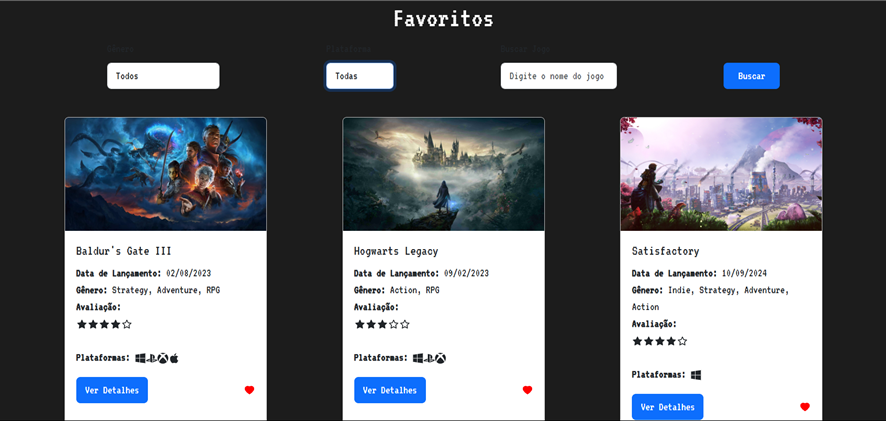 Favoritos
Gênero
Plataforma
Buscar Jogo
Todos
Todas
Digite o nome do jogo
Buscar
Baldur's Gate III
Data de Lançamento: 02/08/2023
Gênero: Strategy, Adventure, RPG
Avaliação:
Plataformas:
Ver Detalhes
Hogwarts Legacy
Data de Lançamento: 09/02/2023
Gênero: Action, RPG
Avaliação:
Plataformas:
Ver Detalhes
Satisfactory
Data de Lançamento: 10/09/2024
Gênero: Indie, Strategy, Adventure,
Action
Avaliação:
Plataformas:
Ver Detalhes